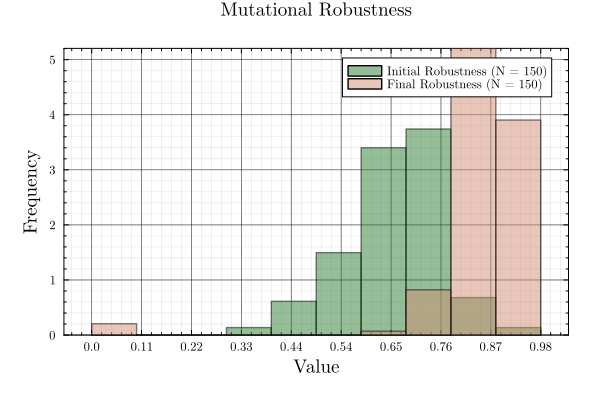 Mutational Robustness
Initial Robustness (N = 150)
Final Robustness (N = 150)
Frequency
5
4
3
2
1
0
0.0 0.11 0.22 0.33 0.44 0.54 0.65 0.76 0.87 0.98
Value